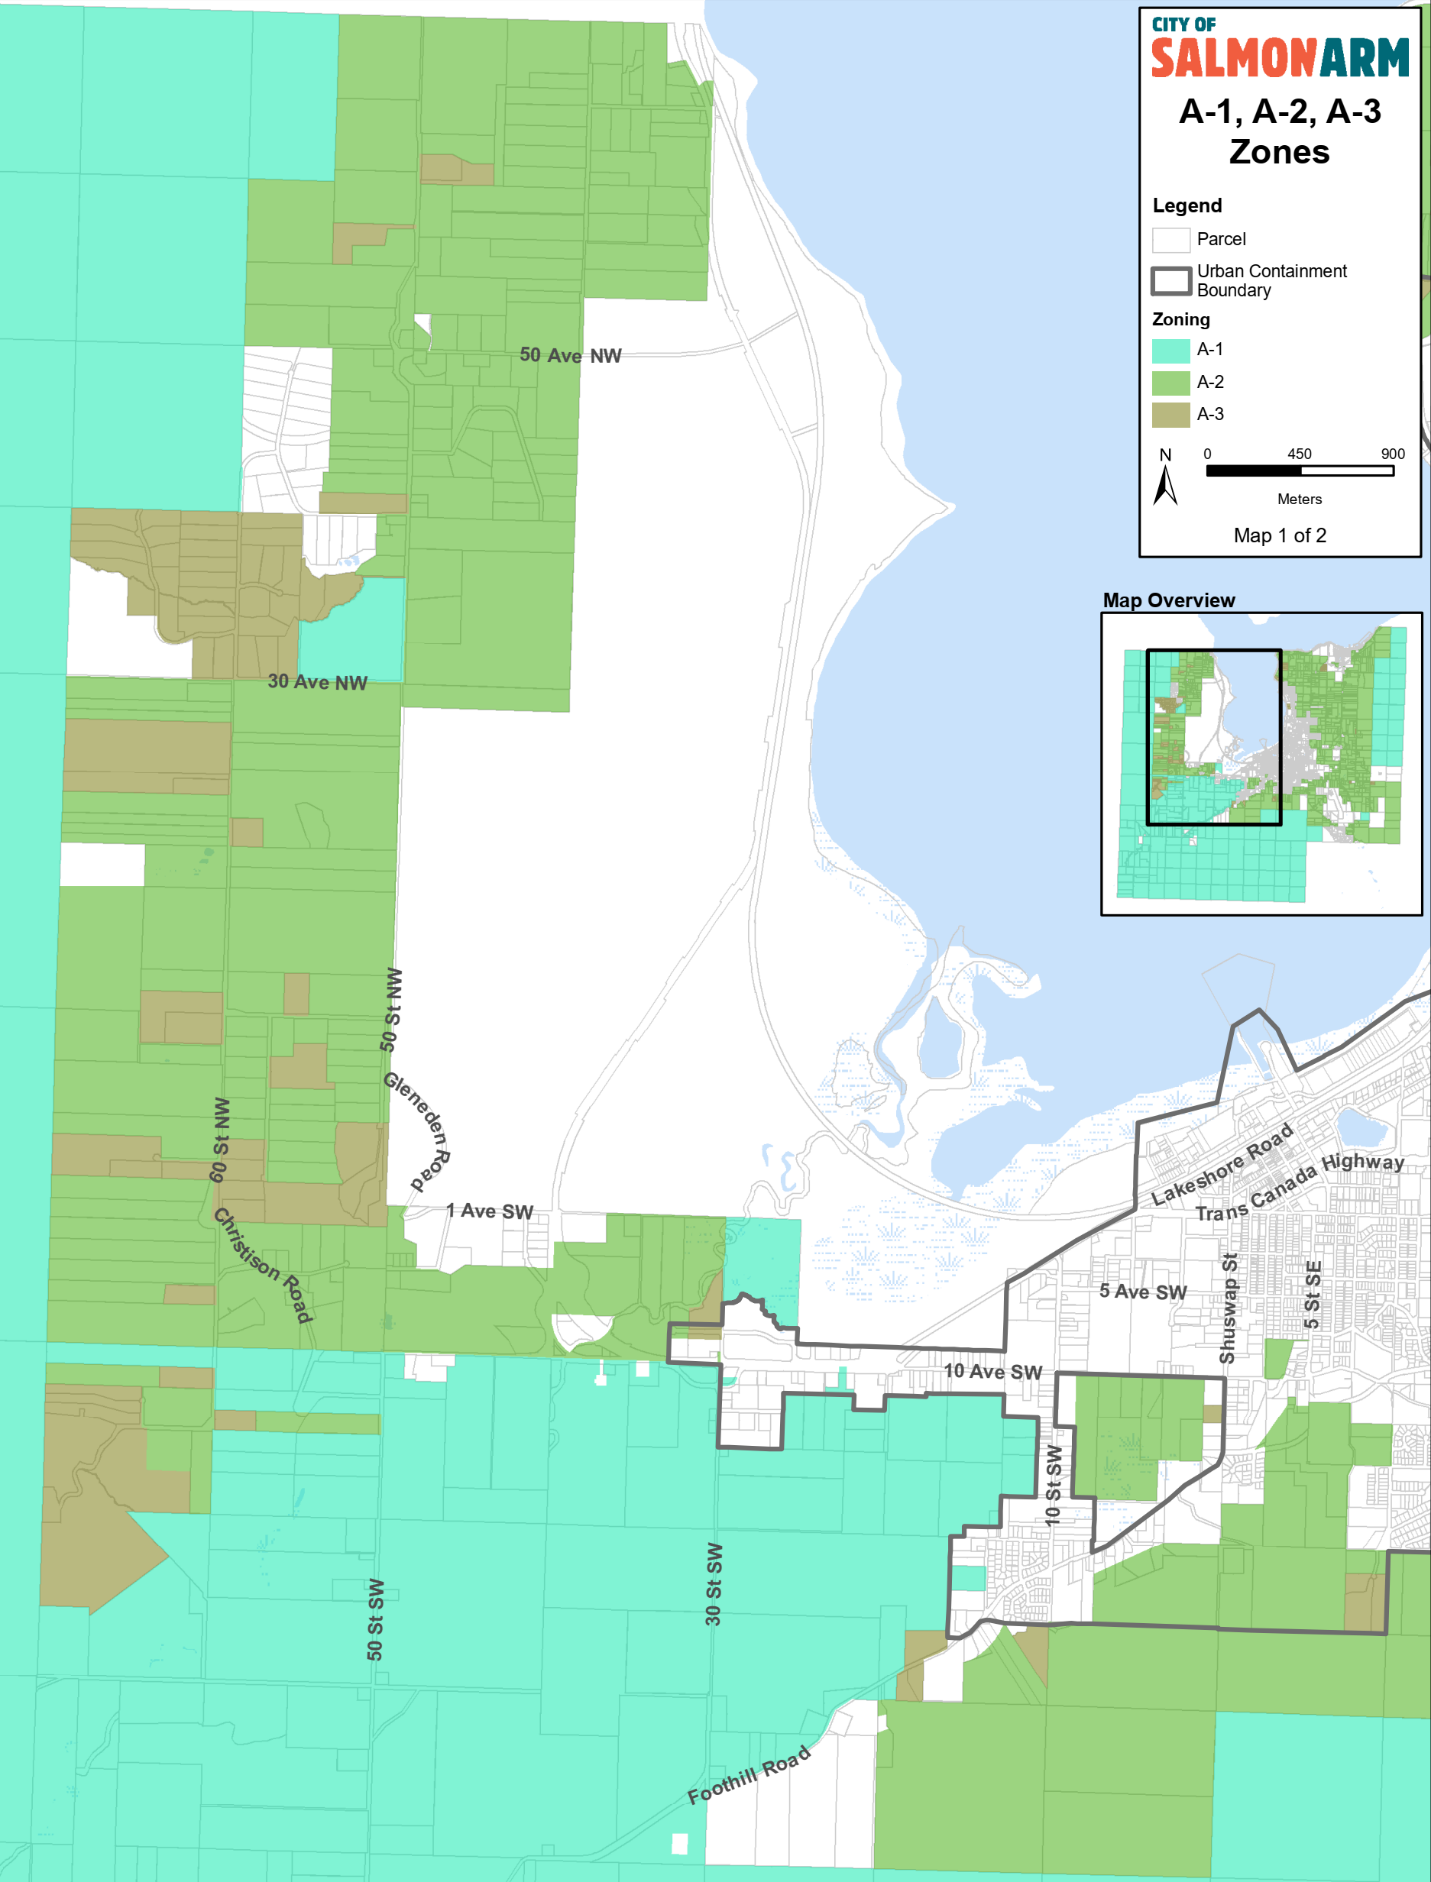 CITY OF
SALMONARM
A-1, A-2, A-3
Zones
Legend
Parcel
Urban Containment
Boundary
Zoning
A-1
A-2
A-3
N
0 450 900
Meters
Map 1 of 2
Map Overview
50 Ave NW
30 Ave NW
50 St NW
Gleneden Road
60 St NW
1 Ave SW
Christison Road
Lakeshore Road
Trans Canada Highway
5 Ave SW
Shuswap St
5 St SE
10 Ave SW
10 St SW
30 St SW
50 St SW
Foothill Road